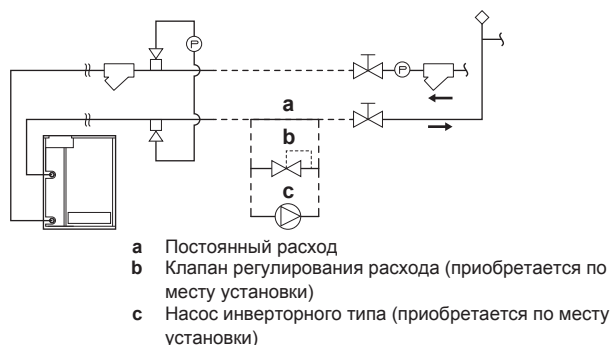 P
P
a
b
c
a Постоянный расход
b Клапан регулирования расхода (приобретается по
месту установки)
c Насос инверторного типа (приобретается по месту
установки)